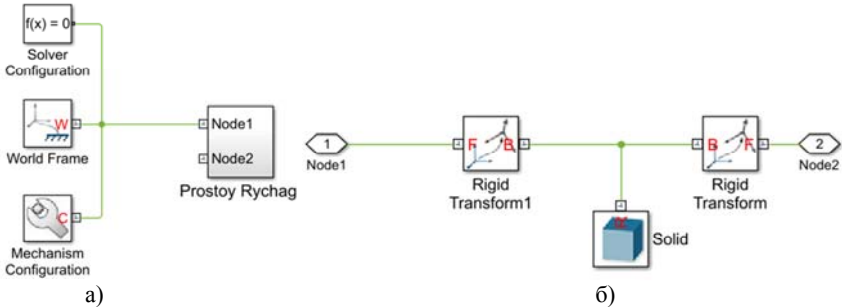 f(x) = 0
Solver
Configuration
W
World Frame
C
Mechanism
Configuration
Node1
Node2
Prostoy Rychag
а)
1
Node1
F
B
Rigid
Transform1
Solid
B
F
Rigid
Transform
2
Node2
б)